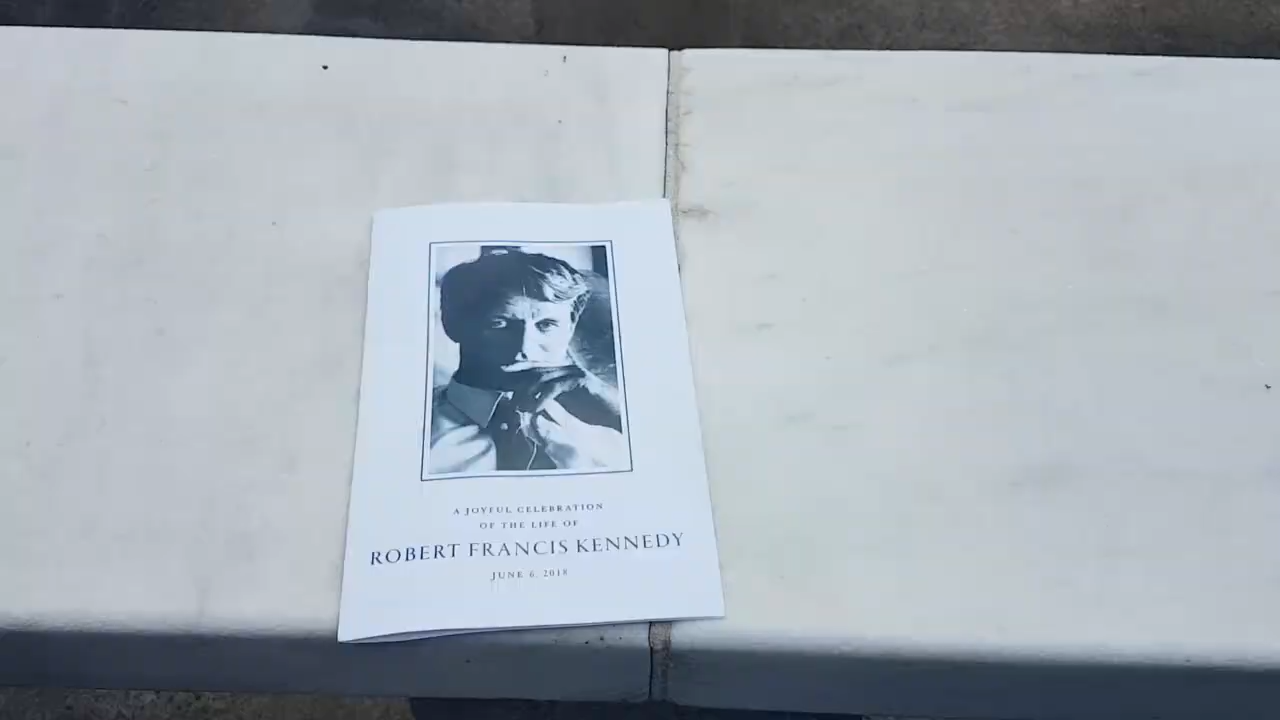 A JOYFUL CELEBRATION
OF THE LIFE OF
ROBERT FRANCIS KENNEDY
JUNE 6, 2018